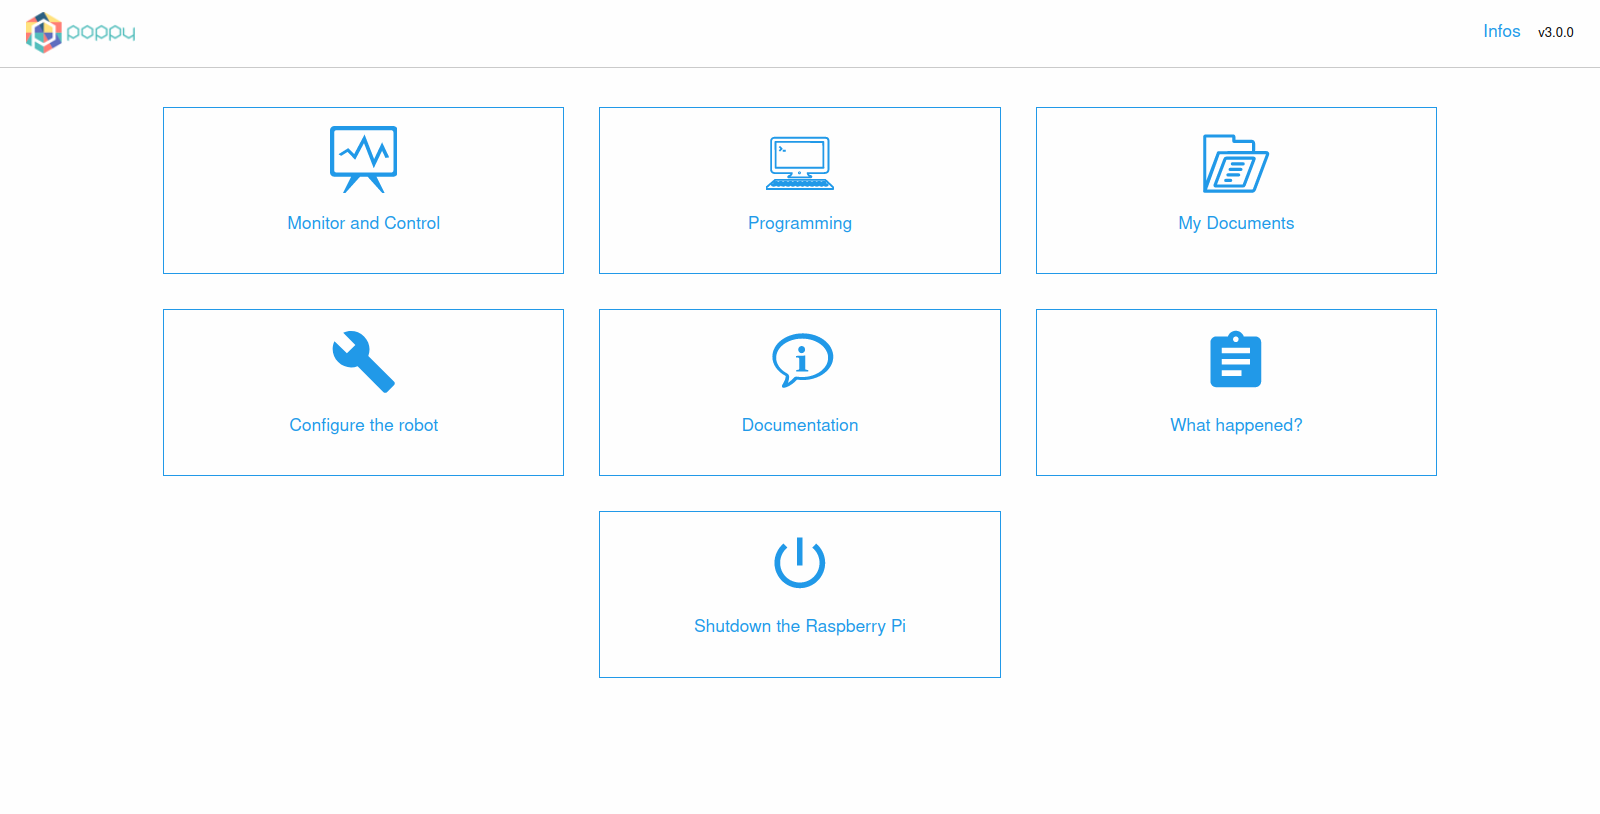 poppy
Infos v3.0.0
Monitor and Control
Programming
My Documents
Configure the robot
Documentation
What happened?
Shutdown the Raspberry Pi